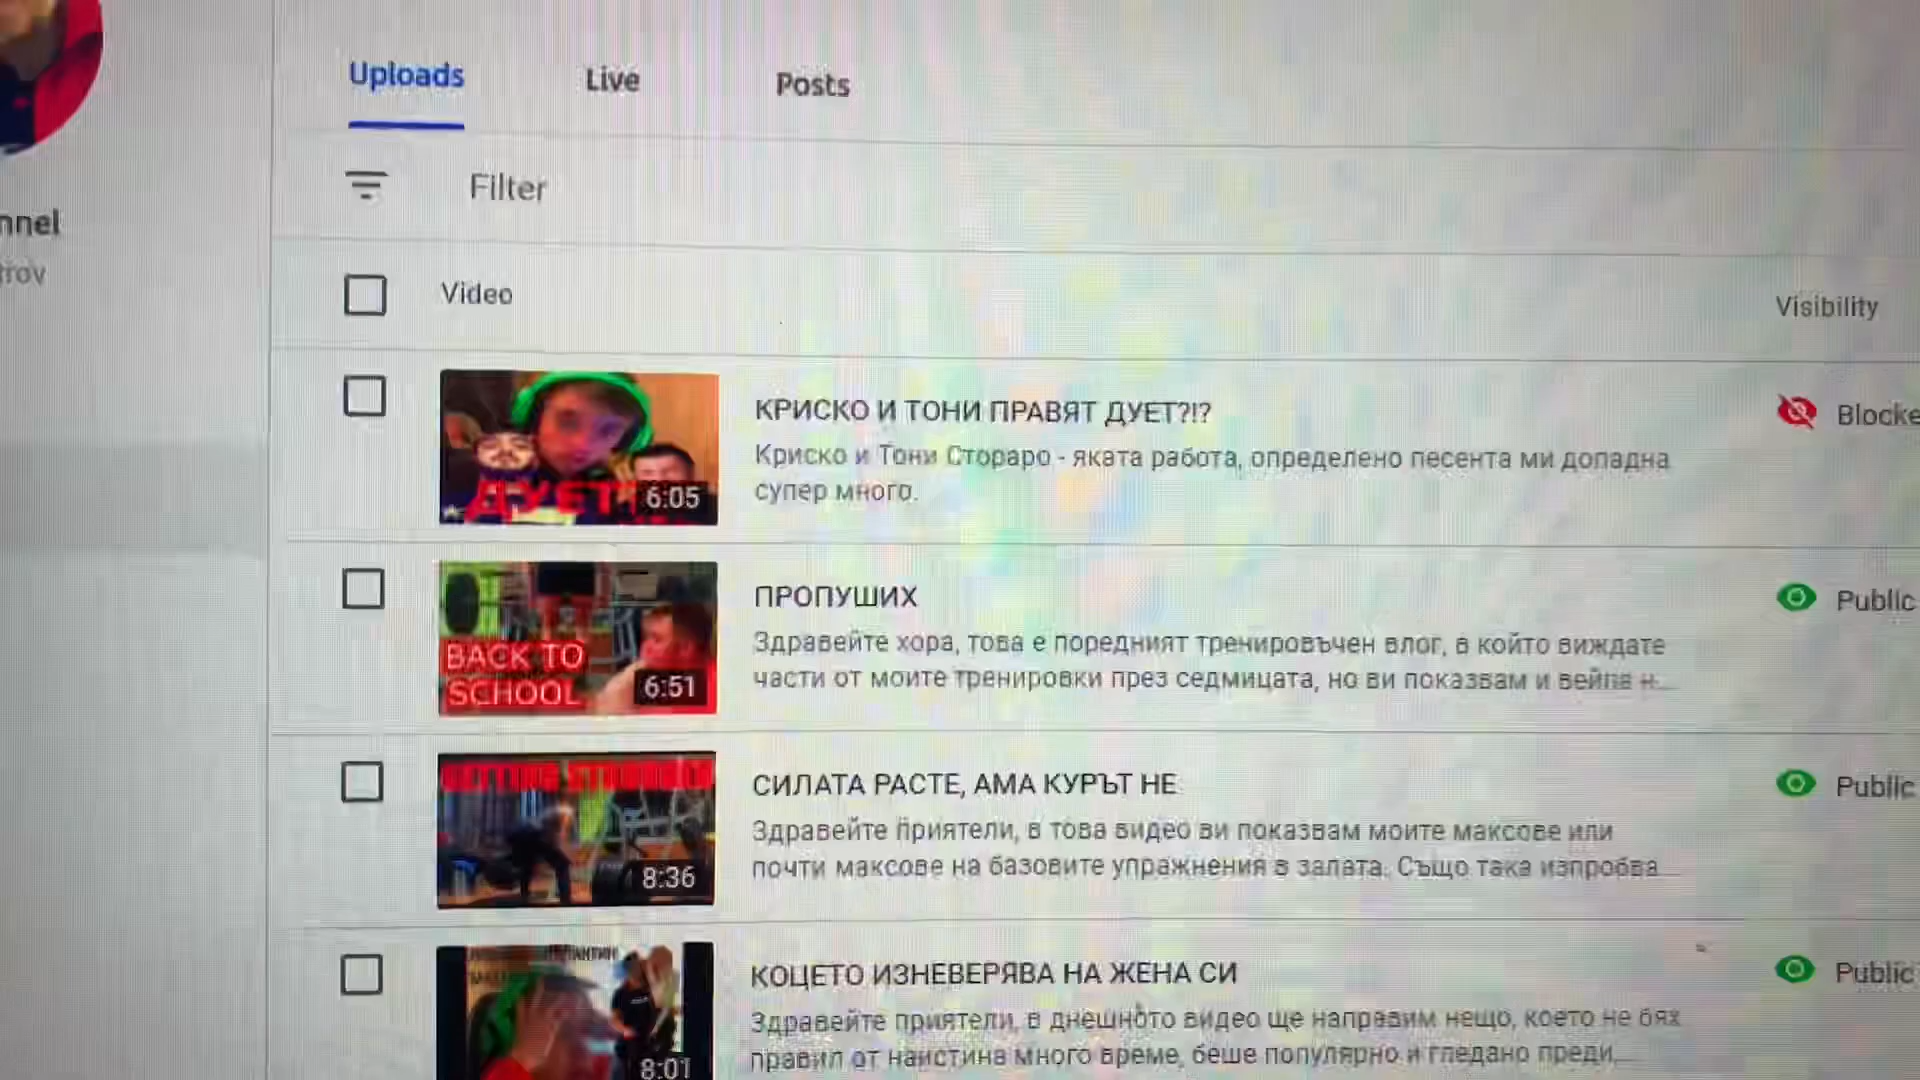 Uploads Live Posts
Filter
nnel
rov
Video Visibility
КРИСКО И ТОНИ ПРАВЯТ ДУЕТ?!?
Blocke
Криско и Тони Стораро - яката работа, определено песента ми допадна
супер много.
ДУЕТ
6:05
ПРОПУШИХ
Public
Здравейте хора, това е поредният тренировъчен влог, в който виждате
части от моите тренировки през седмицата, но ви показвам и вейпа н...
BACK TO
SCHOOL
6:51
СИЛАТА РАСТЕ, АМА КУРЪТ НЕ
Public
Здравейте приятели, в това видео ви показвам моите максове или
почти максове на базовите упражнения в залата. Също така изпробва...
8:36
КОЦЕТО ИЗНЕВЕРЯВА НА ЖЕНА СИ
Public
Здравейте приятели, в днешното видео ще направим нещо, което не бях
правил от наистина много време, беше популярно и гледано преди,...
8:01